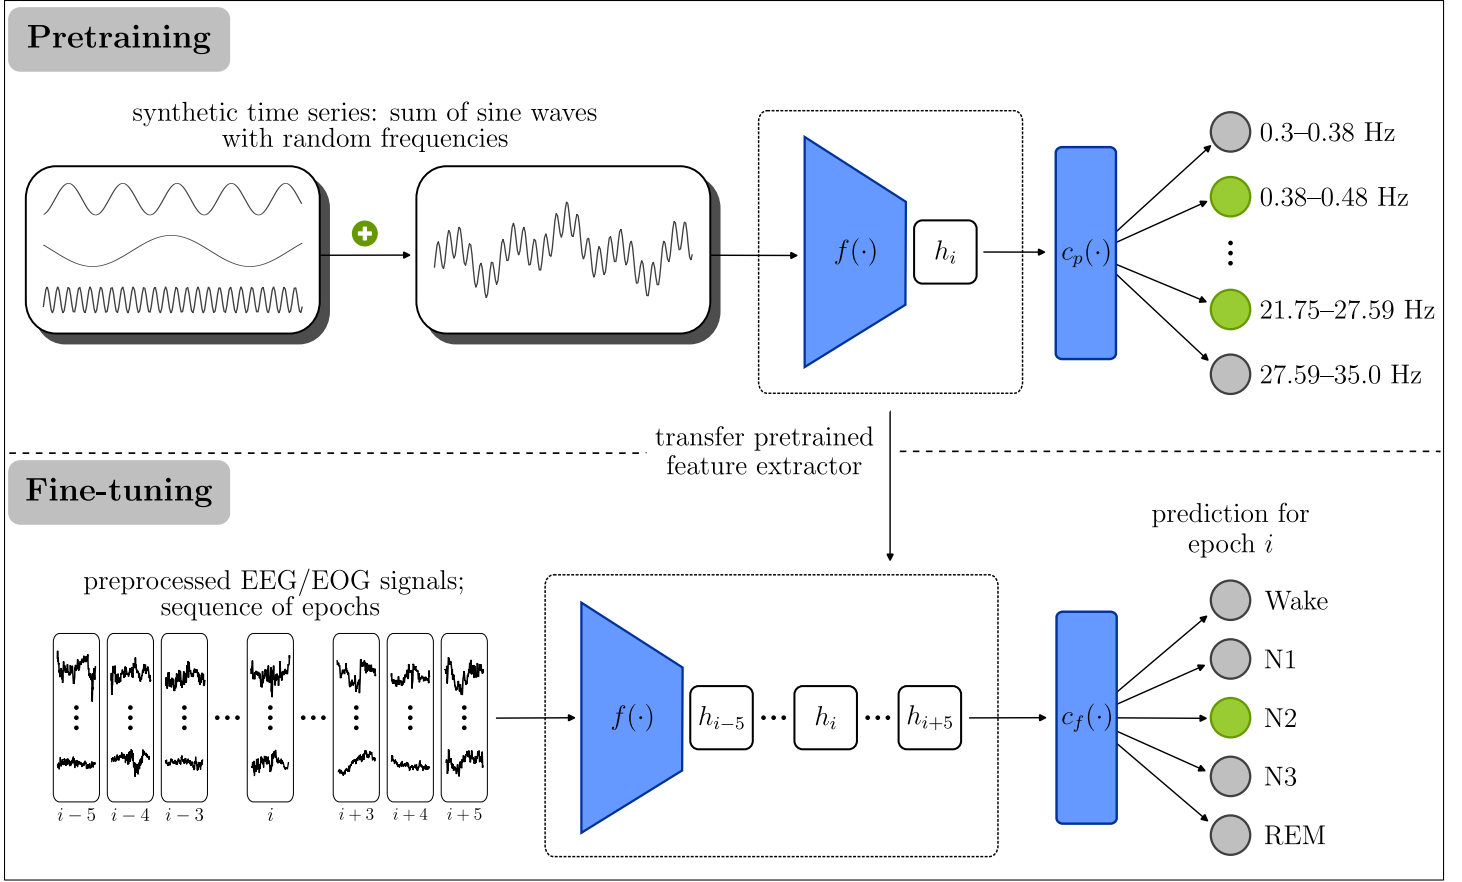 Pretraining
synthetic time series: sum of sine waves
with random frequencies
f(·)
h_i
c_p(·)
0.3–0.38 Hz
0.38–0.48 Hz
⋮
21.75–27.59 Hz
27.59–35.0 Hz
transfer pretrained
feature extractor
Fine-tuning
preprocessed EEG/EOG signals;
sequence of epochs
i − 5 i − 4 i − 3 i i + 3 i + 4 i + 5
f(·)
h_{i−5} ··· h_i ··· h_{i+5}
c_f(·)
prediction for
epoch i
Wake
N1
N2
N3
REM